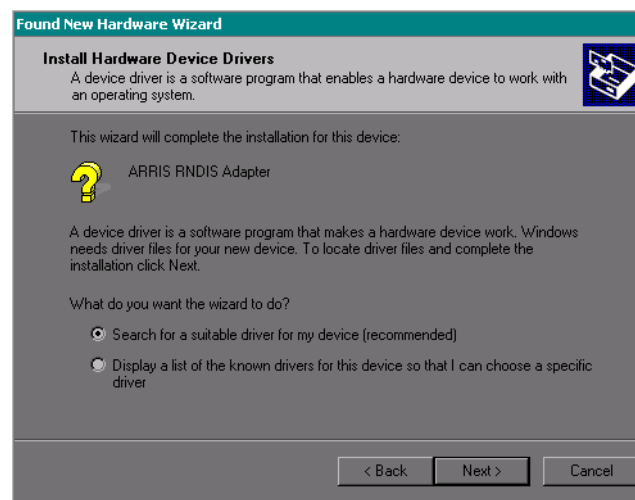 Found New Hardware Wizard
Install Hardware Device Drivers
A device driver is a software program that enables a hardware device to work with
an operating system.
This wizard will complete the installation for this device:
ARRIS RNDIS Adapter
A device driver is a software program that makes a hardware device work. Windows
needs driver files for your new device. To locate driver files and complete the
installation click Next.
What do you want the wizard to do?
Search for a suitable driver for my device (recommended)
Display a list of the known drivers for this device so that I can choose a specific
driver
< Back Next > Cancel